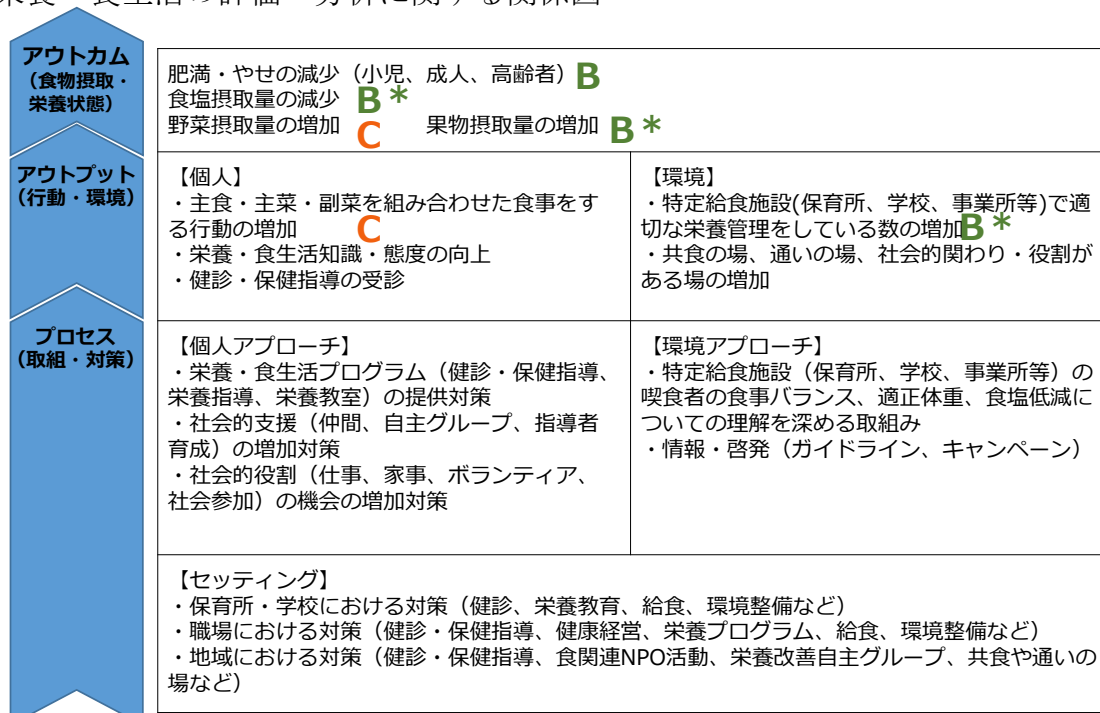 栄養・食生活の評価・分析に関する関係図
アウトカム
(食物摂取・
栄養状態)
肥満・やせの減少（小児、成人、高齢者）B
食塩摂取量の減少 B*
野菜摂取量の増加 C 果物摂取量の増加 B*
アウトプット
(行動・環境)
【個人】
・主食・主菜・副菜を組み合わせた食事をす
る行動の増加 C
・栄養・食生活知識・態度の向上
・健診・保健指導の受診
【環境】
・特定給食施設(保育所、学校、事業所等)で適
切な栄養管理をしている数の増加B*
・共食の場、通いの場、社会的関わり・役割が
ある場の増加
プロセス
(取組・対策)
【個人アプローチ】
・栄養・食生活プログラム（健診・保健指導、
栄養指導、栄養教室）の提供対策
・社会的支援（仲間、自主グループ、指導者
育成）の増加対策
・社会的役割（仕事、家事、ボランティア、
社会参加）の機会の増加対策
【環境アプローチ】
・特定給食施設（保育所、学校、事業所等）の
喫食者の食事バランス、適正体重、食塩低減に
ついての理解を深める取組み
・情報・啓発（ガイドライン、キャンペーン）
【セッティング】
・保育所・学校における対策（健診、栄養教育、給食、環境整備など）
・職場における対策（健診・保健指導、健康経営、栄養プログラム、給食、環境整備など）
・地域における対策（健診・保健指導、食関連NPO活動、栄養改善自主グループ、共食や通いの
場など）